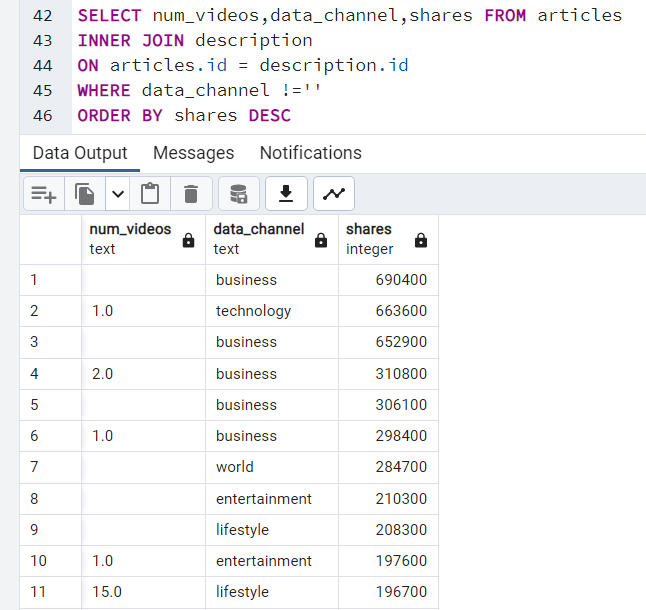 42 SELECT num_videos,data_channel,shares FROM articles
43 INNER JOIN description
44 ON articles.id = description.id
45 WHERE data_channel !=''
46 ORDER BY shares DESC
Data Output Messages Notifications
num_videos data_channel shares
text text integer
1 business 690400
2 1.0 technology 663600
3 business 652900
4 2.0 business 310800
5 business 306100
6 1.0 business 298400
7 world 284700
8 entertainment 210300
9 lifestyle 208300
10 1.0 entertainment 197600
11 15.0 lifestyle 196700